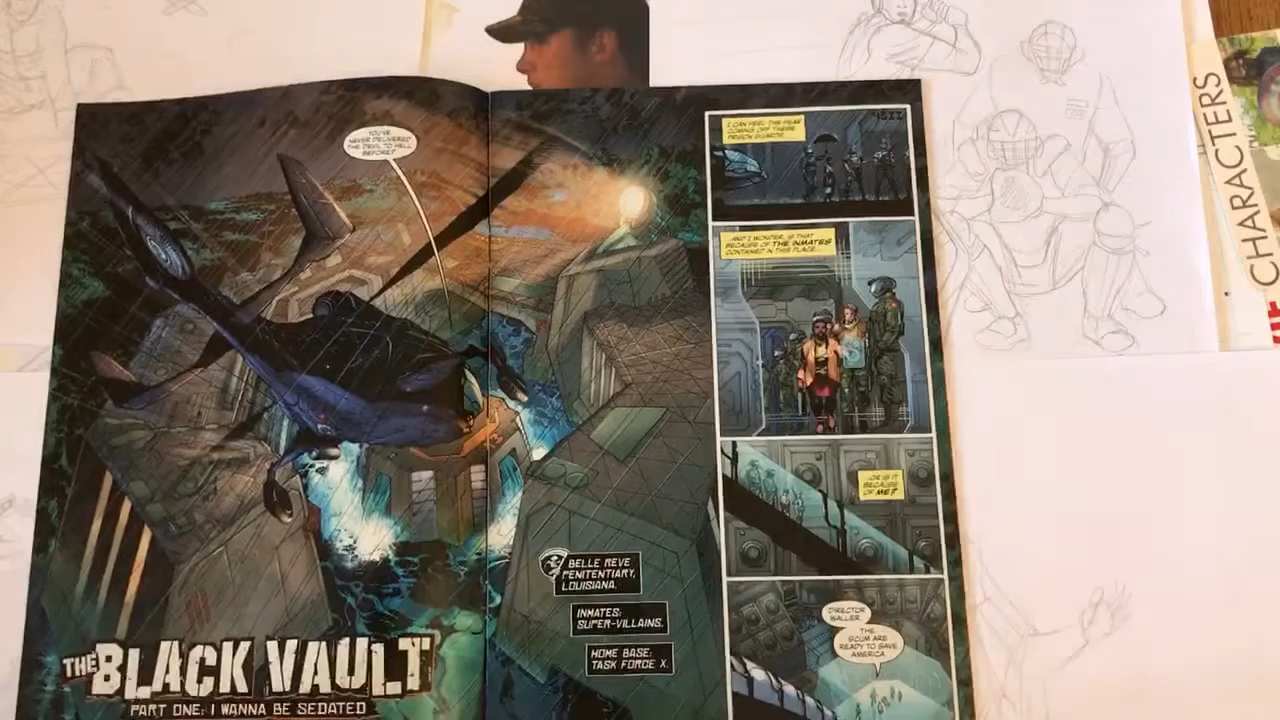 YOU'VE
NEVER DELIVERED
THE DEVIL TO HELL
BEFORE?
THE BLACK VAULT
PART ONE: I WANNA BE SEDATED
BELLE REVE
PENITENTIARY,
LOUISIANA.
INMATES:
SUPER-VILLAINS.
HOME BASE:
TASK FORCE X.
I CAN FEEL THE FEAR
COMING OFF THESE
PRISON GUARDS.
AND I WONDER, IS THAT
BECAUSE OF THE INMATES
CONTAINED IN THIS PLACE...
...OR IS IT
BECAUSE
OF ME?
DIRECTOR
WALLER,
THE
SCUM ARE
READY TO SAVE
AMERICA
CHARACTERS